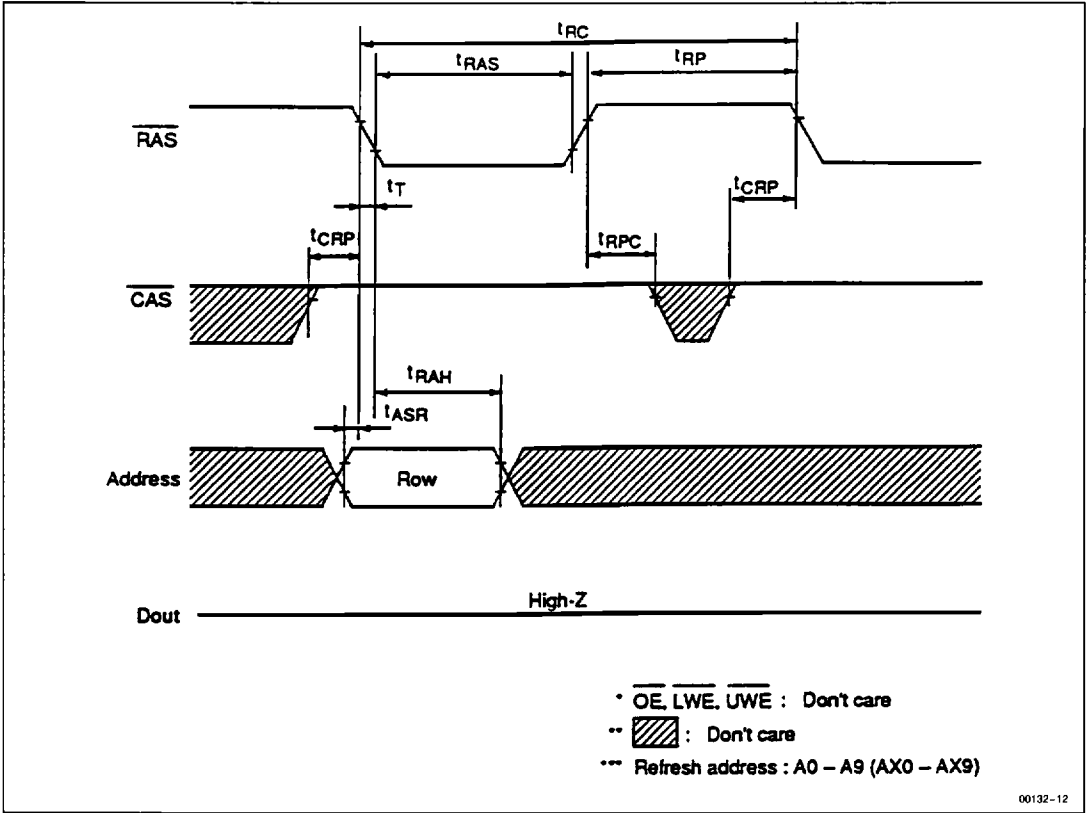 tRC
tRAS
tRP
RAS
tT
tCRP
tCRP
tRPC
CAS
tRAH
tASR
Address
Row
High-Z
Dout
* OE, LWE, UWE : Don't care
** : Don't care
*** Refresh address : A0 – A9 (AX0 – AX9)
00132-12